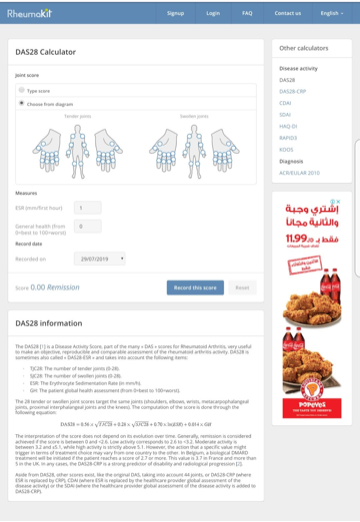 RheumaKit
Signup Login FAQ Contact us English
DAS28 Calculator
Joint score
Type score
Choose from diagram
Tender joints Swollen joints
Measures
ESR (mm/first hour) 1
General health (from
0=best to 100=worst) 0
Record date
Recorded on 29/07/2019
Score 0.00 Remission Record this score Reset
DAS28 information
The DAS28 [1] is a Disease Activity Score, part of the many « DAS » scores for Rheumatoid Arthritis, very useful
to make an objective, reproducible and comparable assessment of the rheumatoid arthritis activity. DAS28 is
sometimes also called « DAS28-ESR » and takes into account the following items:
- TJC28: The number of tender joints (0-28).
- SJC28: The number of swollen joints (0-28).
- ESR: The Erythrocyte Sedimentation Rate (in mm/h).
- GH: The patient global health assessment (from 0=best to 100=worst).
The 28 tender or swollen joint scores target the same joints (shoulders, elbows, wrists, metacarpophalangeal
joints, proximal interphalangeal joints and the knees). The computation of the score is done through the
following equation:
DAS28 = 0.56 × √TJC28 + 0.28 × √SJC28 + 0.70 × ln(ESR) + 0.014 × GH
The interpretation of the score does not depend on its evolution over time. Generally, remission is considered
achieved if the score is between 0 and <2.6. Low activity corresponds to 2.6 to <3.2. Moderate activity is
between 3.2 and ≤5.1, while high activity is strictly above 5.1. However, the action that a specific value might
trigger in terms of treatment choice may vary from one country to the other. In Belgium, a biological DMARD
treatment will be initiated if the patient reaches a score of 3.7 or more. This value is 3.7 in France and more than
5 in the UK. In any cases, the DAS28-CRP is a strong predictor of disability and radiological progression [2].
Aside from DAS28, other scores exist, like the original DAS, taking into account 44 joints, or DAS28-CRP (where
ESR is replaced by CRP), CDAI (where ESR is replaced by the healthcare provider global assessment of the
disease activity) or the SDAI (where the healthcare provider global assessment of the disease activity is added to
DAS28-CRP).
Other calculators
Disease activity
DAS28
DAS28-CRP
CDAI
SDAI
HAQ-DI
RAPID3
KOOS
Diagnosis
ACR/EULAR 2010
إشتري وجبة
والثانية مجانا
فقط بـ 11.99
POPEYES